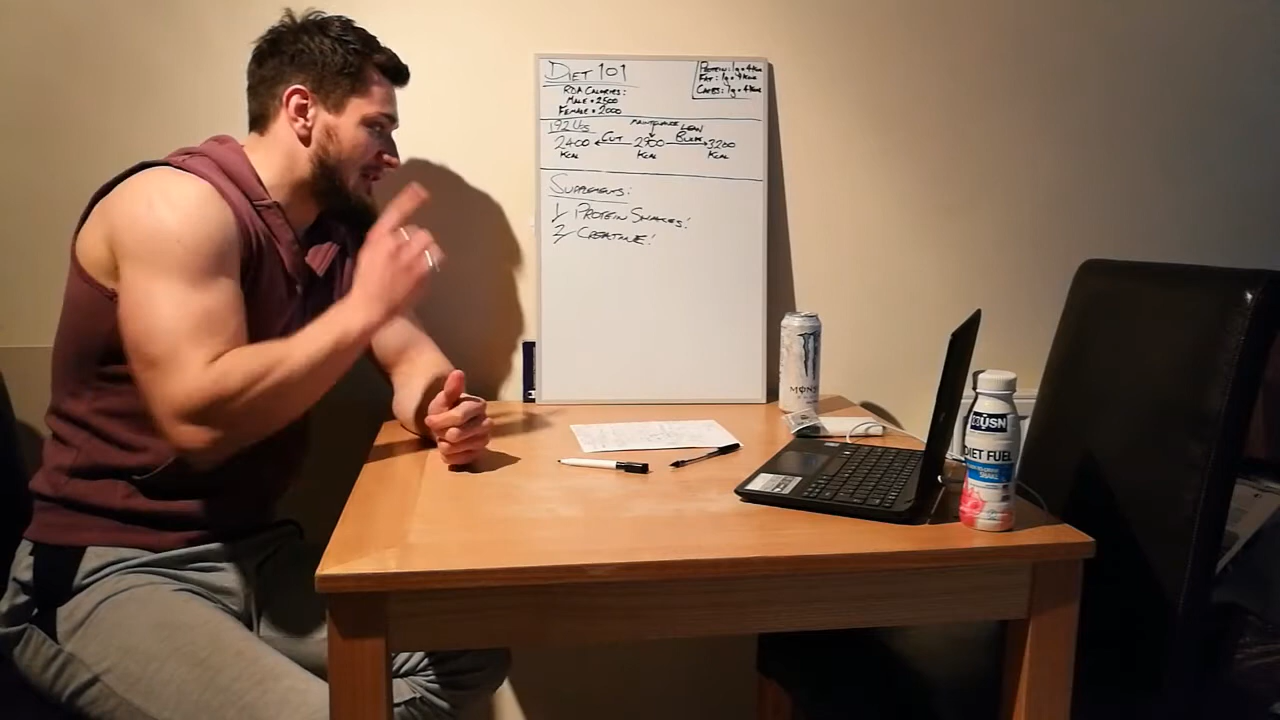 DIET 101
RDA CALORIES:
MALE = 2500
FEMALE = 2000
PROTEIN: 1g = 4Kcal
FAT: 1g = 9Kcal
CARBS: 1g = 4Kcal
192 lbs
MAINTENANCE
2400 CUT 2900 LEAN BULK 3200
KCAL KCAL KCAL
SUPPLEMENTS:
1/ PROTEIN SHAKES!
2/ CREATINE!
MONST
USN
DIET FUEL
SHAKE